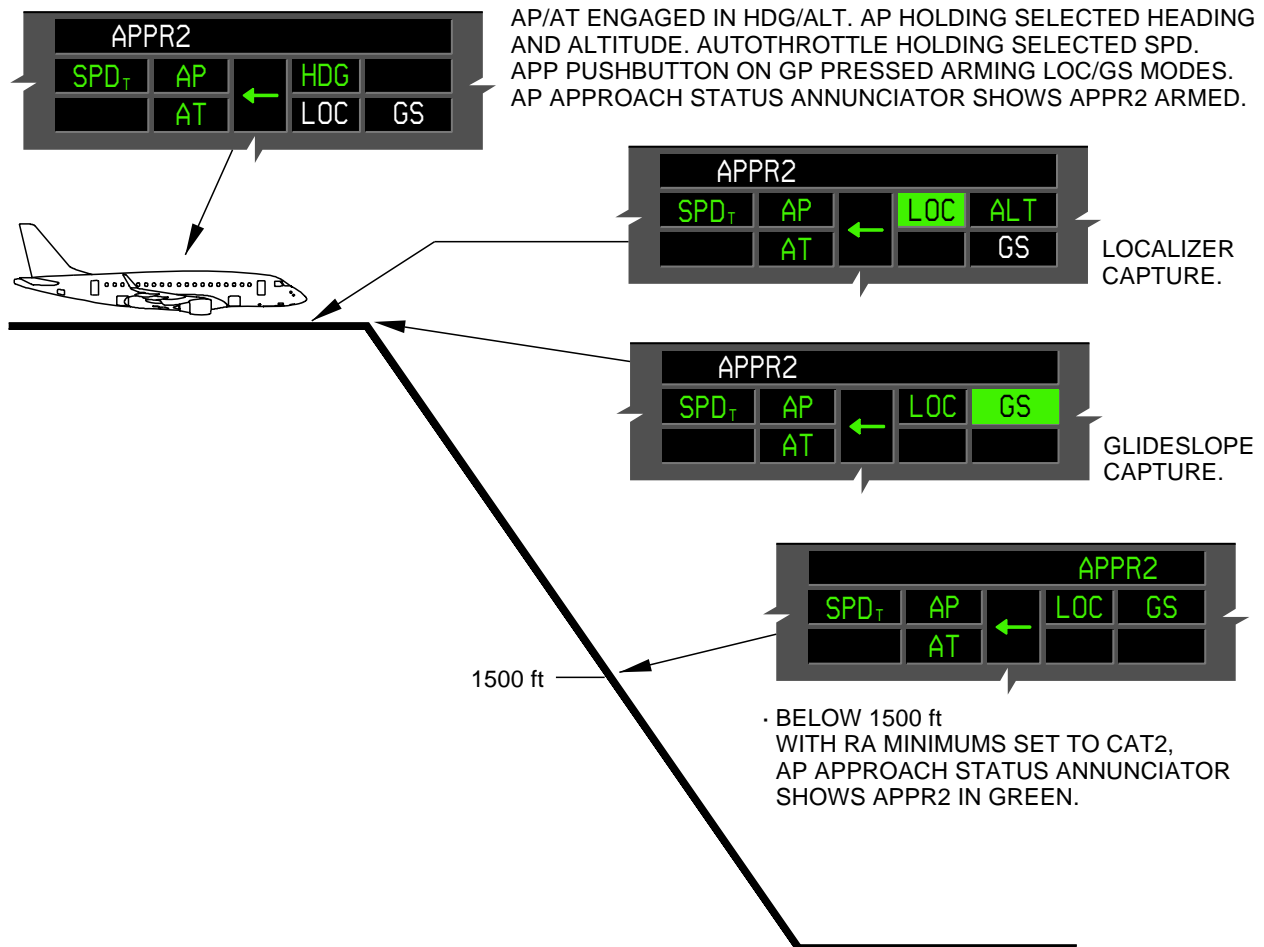 APPR2
SPDT AP HDG
AT LOC GS
AP/AT ENGAGED IN HDG/ALT. AP HOLDING SELECTED HEADING
AND ALTITUDE. AUTOTHROTTLE HOLDING SELECTED SPD.
APP PUSHBUTTON ON GP PRESSED ARMING LOC/GS MODES.
AP APPROACH STATUS ANNUNCIATOR SHOWS APPR2 ARMED.
APPR2
SPDT AP LOC ALT
AT GS
LOCALIZER
CAPTURE.
APPR2
SPDT AP LOC GS
AT
GLIDESLOPE
CAPTURE.
APPR2
SPDT AP LOC GS
AT
1500 ft
· BELOW 1500 ft
WITH RA MINIMUMS SET TO CAT2,
AP APPROACH STATUS ANNUNCIATOR
SHOWS APPR2 IN GREEN.